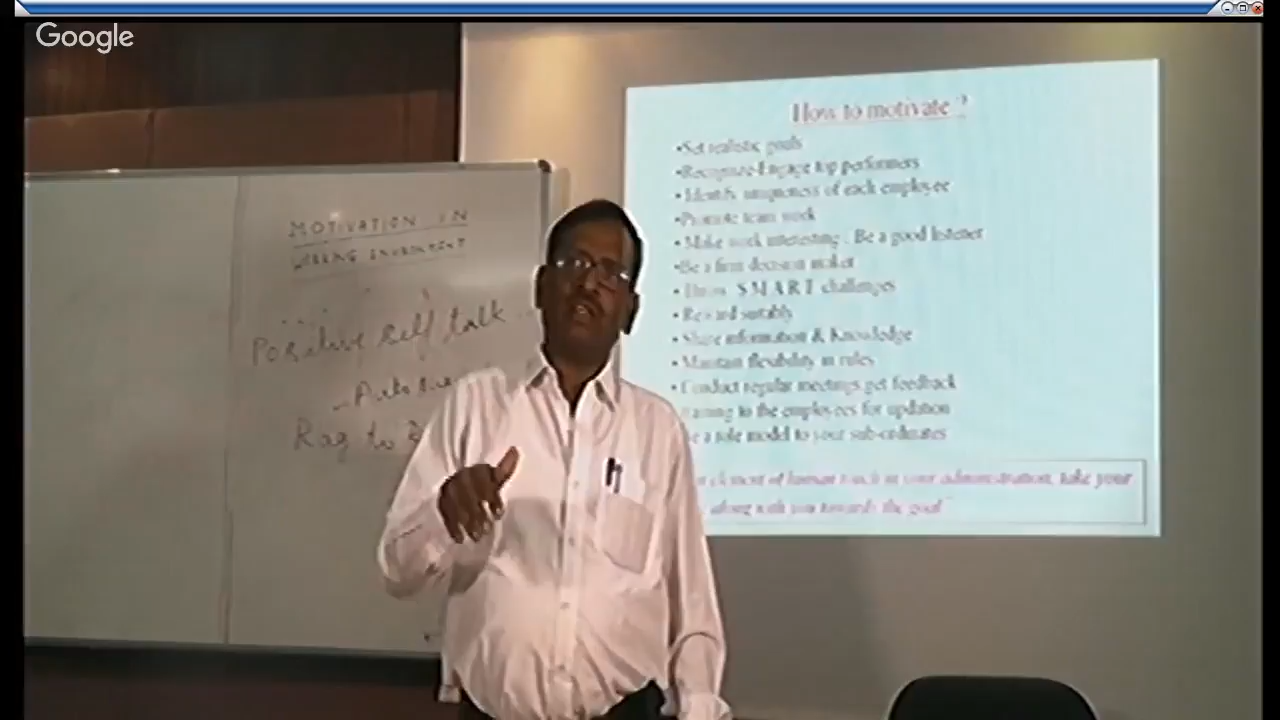 Google
MOTIVATION IN
WORKING ENVIRONMENT
Positive self talk
Rag to
How to motivate ?
•Set realistic goals
•Recognize-Engage top performers
• Identify uniqueness of each employee
•Promote team work
• Make work interesting . Be a good listener
•Be a firm decision maker
• Throw S M A R T challenges
• Reward suitably
• Share information & Knowledge
• Maintain flexibility in rules
• Conduct regular meetings get feedback
to the employees for updation
a role model to your sub-ordinates
element of human touch in your administration, take your
along with you towards the goal